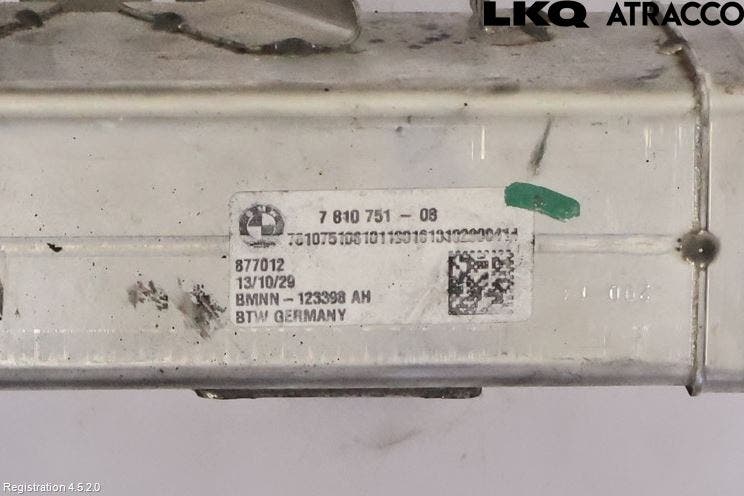 LKQ ATRACCO
BMW
7 810 751 - 08
877012
13/10/29
BMNN - 123398 AH
BTW GERMANY
Registration 4.5.2.0